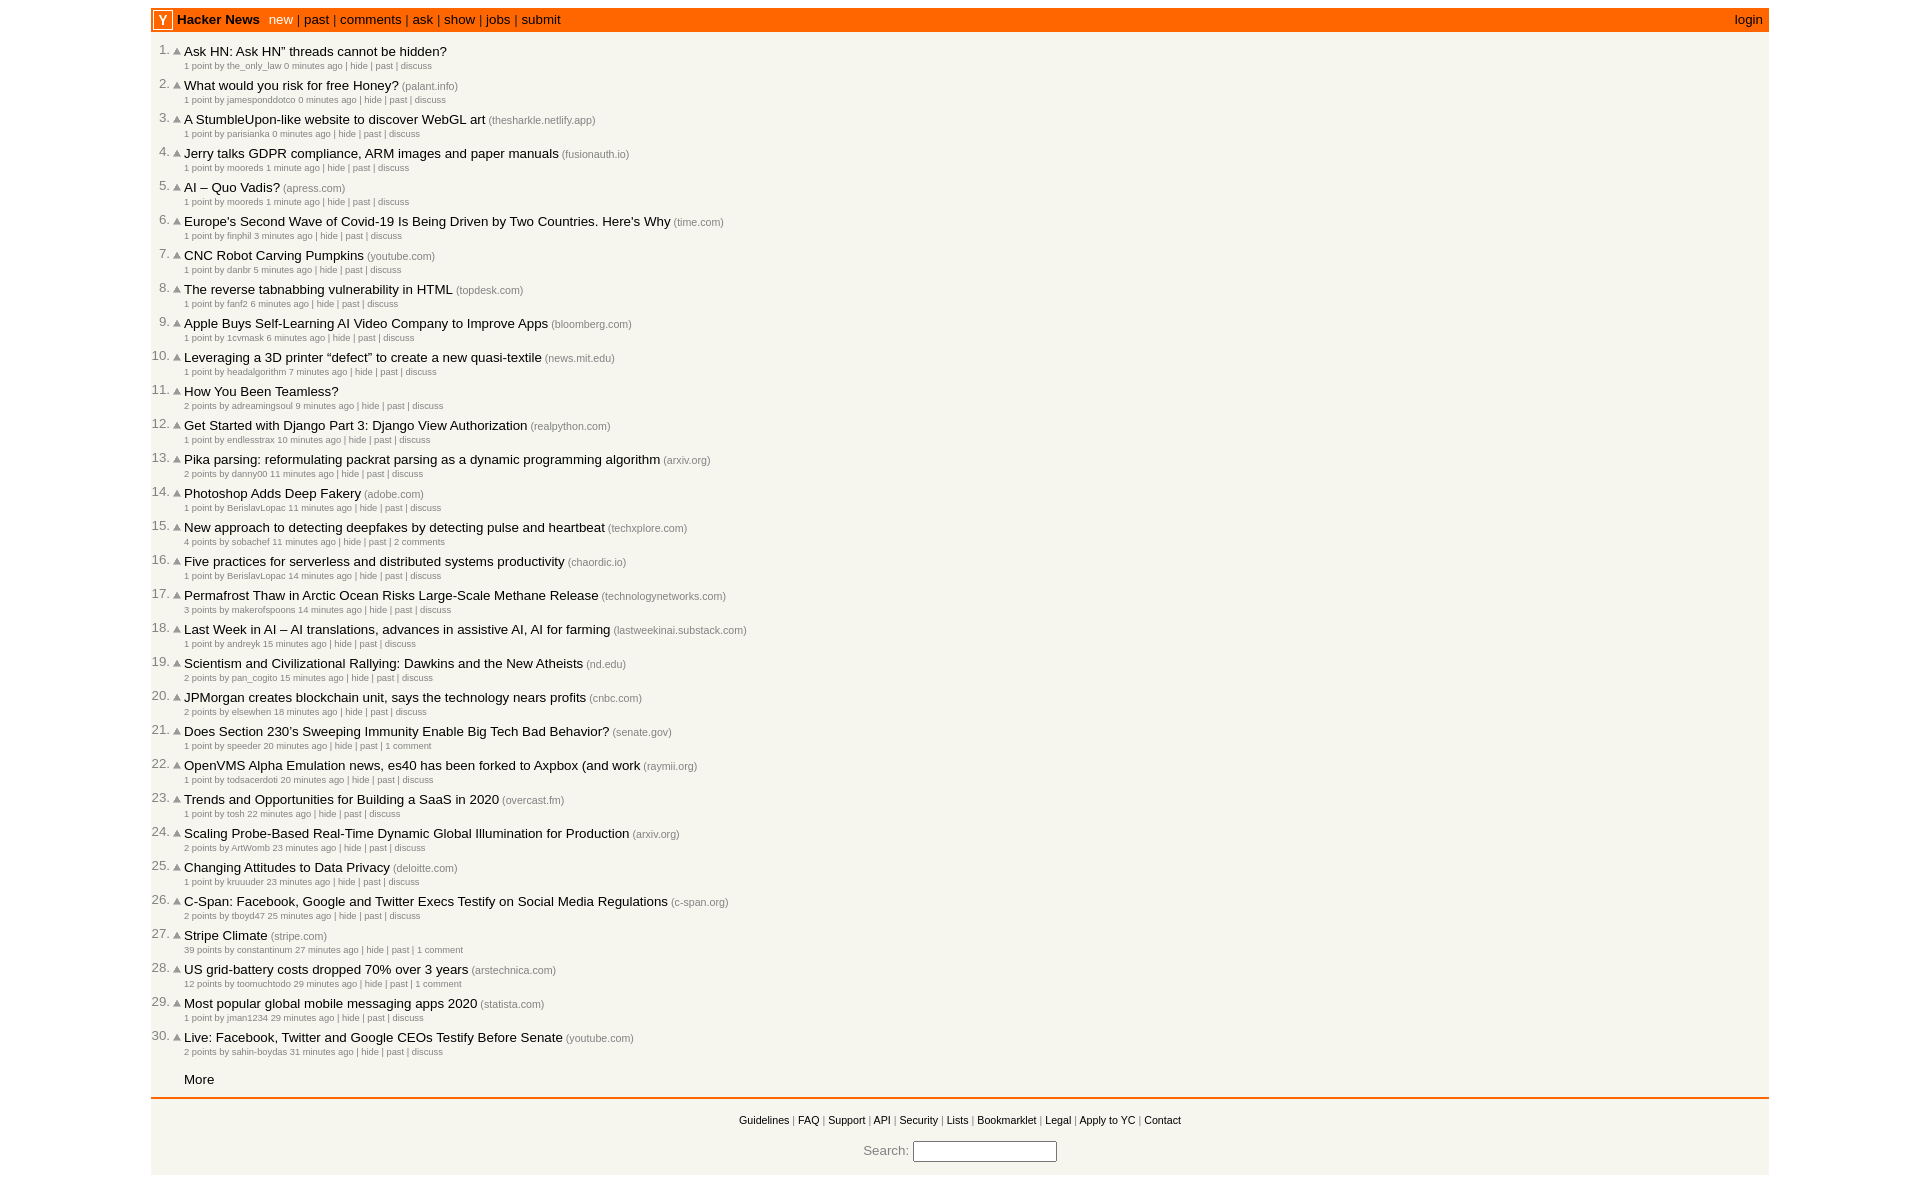 Y Hacker News new | past | comments | ask | show | jobs | submit login
1. Ask HN: Ask HN” threads cannot be hidden?
1 point by the_only_law 0 minutes ago | hide | past | discuss
2. What would you risk for free Honey? (palant.info)
1 point by jamesponddotco 0 minutes ago | hide | past | discuss
3. A StumbleUpon-like website to discover WebGL art (thesharkle.netlify.app)
1 point by parisianka 0 minutes ago | hide | past | discuss
4. Jerry talks GDPR compliance, ARM images and paper manuals (fusionauth.io)
1 point by mooreds 1 minute ago | hide | past | discuss
5. AI – Quo Vadis? (apress.com)
1 point by mooreds 1 minute ago | hide | past | discuss
6. Europe's Second Wave of Covid-19 Is Being Driven by Two Countries. Here's Why (time.com)
1 point by finphil 3 minutes ago | hide | past | discuss
7. CNC Robot Carving Pumpkins (youtube.com)
1 point by danbr 5 minutes ago | hide | past | discuss
8. The reverse tabnabbing vulnerability in HTML (topdesk.com)
1 point by fanf2 6 minutes ago | hide | past | discuss
9. Apple Buys Self-Learning AI Video Company to Improve Apps (bloomberg.com)
1 point by 1cvmask 6 minutes ago | hide | past | discuss
10. Leveraging a 3D printer “defect” to create a new quasi-textile (news.mit.edu)
1 point by headalgorithm 7 minutes ago | hide | past | discuss
11. How You Been Teamless?
2 points by adreamingsoul 9 minutes ago | hide | past | discuss
12. Get Started with Django Part 3: Django View Authorization (realpython.com)
1 point by endlesstrax 10 minutes ago | hide | past | discuss
13. Pika parsing: reformulating packrat parsing as a dynamic programming algorithm (arxiv.org)
2 points by danny00 11 minutes ago | hide | past | discuss
14. Photoshop Adds Deep Fakery (adobe.com)
1 point by BerislavLopac 11 minutes ago | hide | past | discuss
15. New approach to detecting deepfakes by detecting pulse and heartbeat (techxplore.com)
4 points by sobachef 11 minutes ago | hide | past | 2 comments
16. Five practices for serverless and distributed systems productivity (chaordic.io)
1 point by BerislavLopac 14 minutes ago | hide | past | discuss
17. Permafrost Thaw in Arctic Ocean Risks Large-Scale Methane Release (technologynetworks.com)
3 points by makerofspoons 14 minutes ago | hide | past | discuss
18. Last Week in AI – AI translations, advances in assistive AI, AI for farming (lastweekinai.substack.com)
1 point by andreyk 15 minutes ago | hide | past | discuss
19. Scientism and Civilizational Rallying: Dawkins and the New Atheists (nd.edu)
2 points by pan_cogito 15 minutes ago | hide | past | discuss
20. JPMorgan creates blockchain unit, says the technology nears profits (cnbc.com)
2 points by elsewhen 18 minutes ago | hide | past | discuss
21. Does Section 230’s Sweeping Immunity Enable Big Tech Bad Behavior? (senate.gov)
1 point by speeder 20 minutes ago | hide | past | 1 comment
22. OpenVMS Alpha Emulation news, es40 has been forked to Axpbox (and work (raymii.org)
1 point by todsacerdoti 20 minutes ago | hide | past | discuss
23. Trends and Opportunities for Building a SaaS in 2020 (overcast.fm)
1 point by tosh 22 minutes ago | hide | past | discuss
24. Scaling Probe-Based Real-Time Dynamic Global Illumination for Production (arxiv.org)
2 points by ArtWomb 23 minutes ago | hide | past | discuss
25. Changing Attitudes to Data Privacy (deloitte.com)
1 point by kruuuder 23 minutes ago | hide | past | discuss
26. C-Span: Facebook, Google and Twitter Execs Testify on Social Media Regulations (c-span.org)
2 points by tboyd47 25 minutes ago | hide | past | discuss
27. Stripe Climate (stripe.com)
39 points by constantinum 27 minutes ago | hide | past | 1 comment
28. US grid-battery costs dropped 70% over 3 years (arstechnica.com)
12 points by toomuchtodo 29 minutes ago | hide | past | 1 comment
29. Most popular global mobile messaging apps 2020 (statista.com)
1 point by jman1234 29 minutes ago | hide | past | discuss
30. Live: Facebook, Twitter and Google CEOs Testify Before Senate (youtube.com)
2 points by sahin-boydas 31 minutes ago | hide | past | discuss
More
Guidelines | FAQ | Support | API | Security | Lists | Bookmarklet | Legal | Apply to YC | Contact
Search: